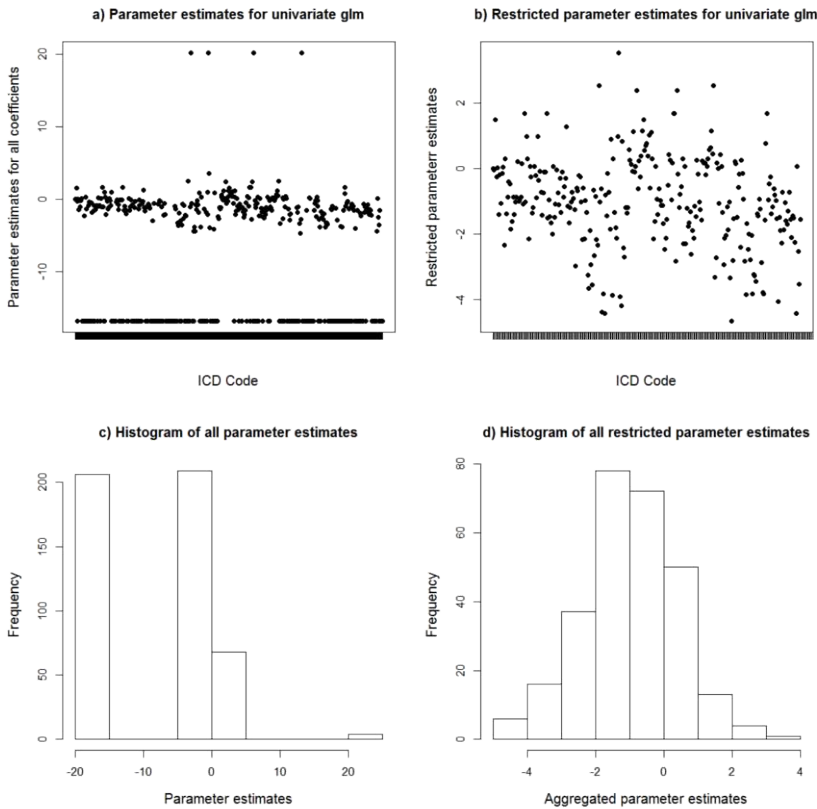 a) Parameter estimates for univariate glm
Parameter estimates for all coefficients
20
10
0
-10
ICD Code
b) Restricted parameter estimates for univariate glm
Restricted parameterr estimates
2
0
-2
-4
ICD Code
c) Histogram of all parameter estimates
Frequency
200
150
100
50
0
-20 -10 0 10 20
Parameter estimates
d) Histogram of all restricted parameter estimates
Frequency
80
60
40
20
0
-4 -2 0 2 4
Aggregated parameter estimates